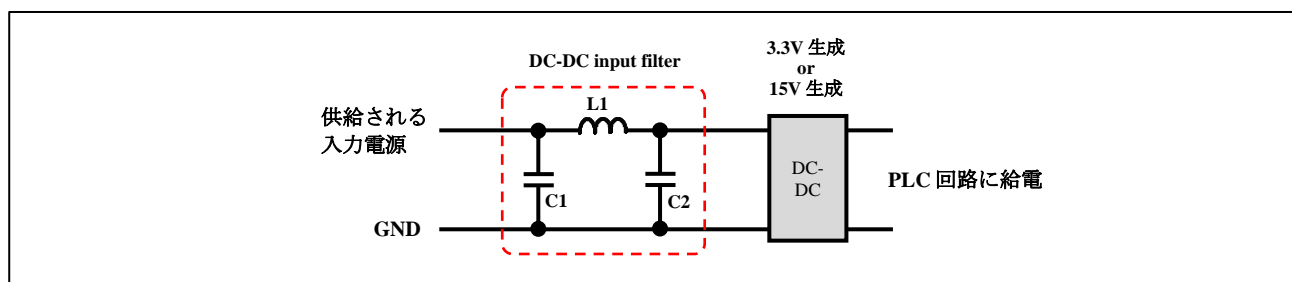 3.3V 生成
or
15V 生成
DC-DC input filter
L1
供給される
入力電源
DC-
DC
PLC 回路に給電
C1
C2
GND